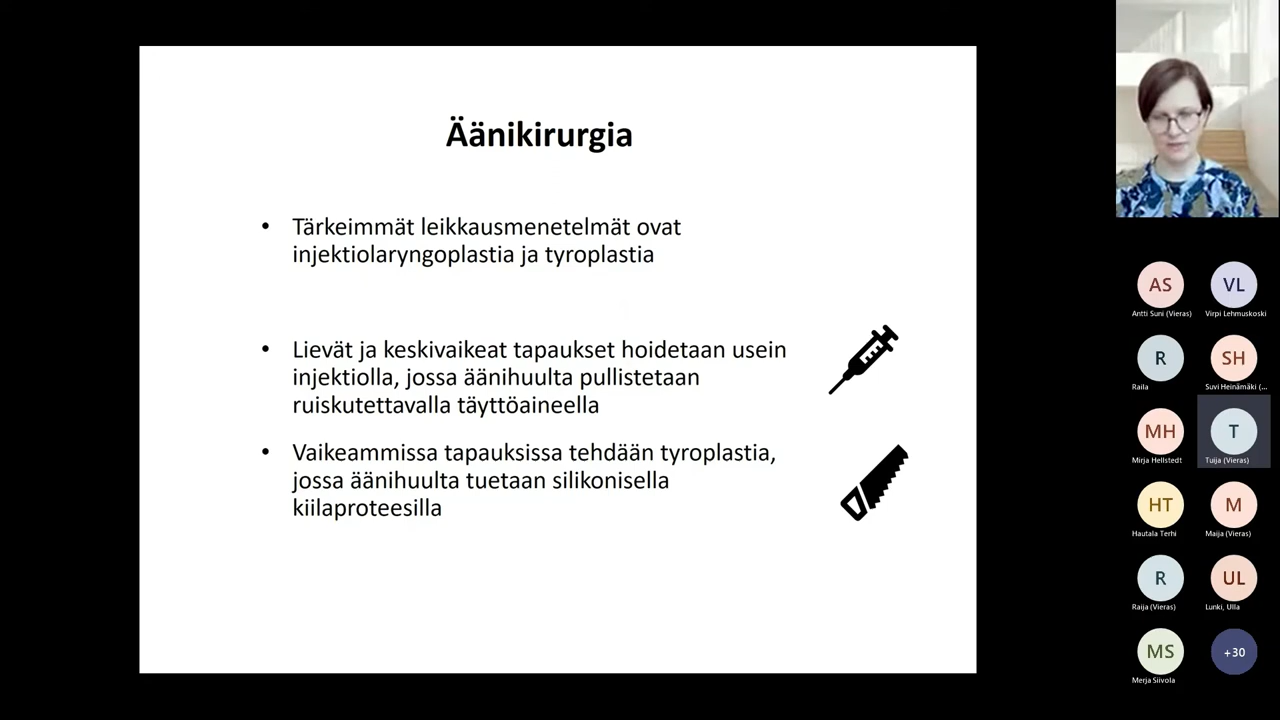 Äänikirurgia
• Tärkeimmät leikkausmenetelmät ovat
injektiolaryngoplastia ja tyroplastia
• Lievät ja keskivaikeat tapaukset hoidetaan usein
injektiolla, jossa äänihuulta pullistetaan
ruiskutettavalla täyttöaineella
• Vaikeammissa tapauksissa tehdään tyroplastia,
jossa äänihuulta tuetaan silikonisella
kiilaproteesilla
AS
Antti Suni (Vieras)
VL
Virpi Lehmuskoski
R
Raila
SH
Suvi Heinämäki (...
MH
Mirja Hellstedt
T
Tuija (Vieras)
HT
Hautala Terhi
M
Maija (Vieras)
R
Raija (Vieras)
UL
Lunki, Ulla
MS
Merja Siivola
+30